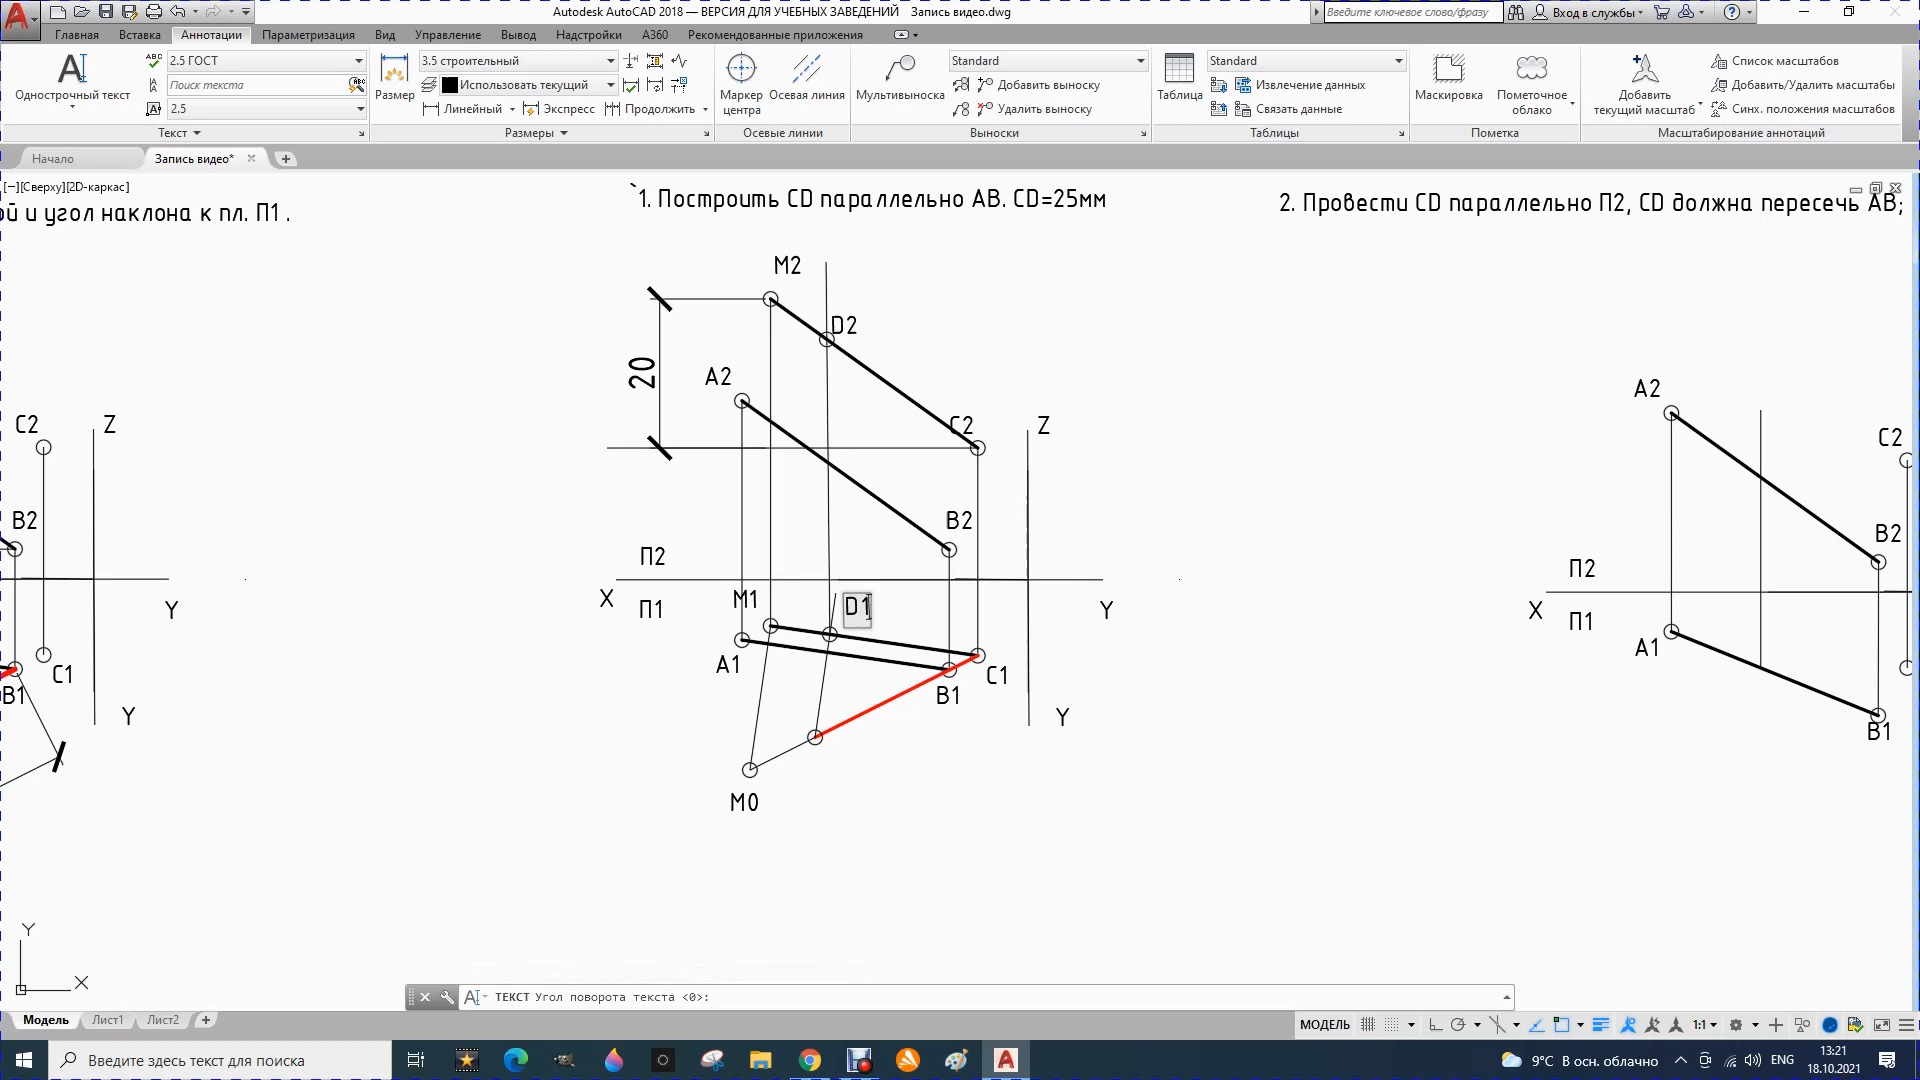 Autodesk AutoCAD 2018 — ВЕРСИЯ ДЛЯ УЧЕБНЫХ ЗАВЕДЕНИЙ Запись видео.dwg
Введите ключевое слово/фразу
Вход в службы
Главная Вставка Аннотации Параметризация Вид Управление Вывод Надстройки A360 Рекомендованные приложения
Однострочный текст
2.5 ГОСТ
Поиск текста
2.5
Текст
Размер
3.5 строительный
Использовать текущий
Линейный Экспресс Продолжить
Размеры
Маркер центра
Осевая линия
Осевые линии
Мультивыноска
Standard
Добавить выноску
Удалить выноску
Выноски
Таблица
Standard
Извлечение данных
Связать данные
Таблицы
Маскировка
Пометочное облако
Пометка
Добавить текущий масштаб
Список масштабов
Добавить/Удалить масштабы
Синх. положения масштабов
Масштабирование аннотаций
Начало
Запись видео*
[−][Сверху][2D-каркас]
ой и угол наклона к пл. П1 .
`1. Построить CD параллельно AB. CD=25мм
2. Провести CD параллельно П2, CD должна пересечь AB;
M2
D2
20
A2
C2
Z
B2
П2
X
П1
M1
D1
Y
A1
B1
C1
Y
M0
C2
Z
B2
Y
C1
B1
Y
A2
C2
B2
П2
X
П1
A1
B1
Y
X
ТЕКСТ Угол поворота текста <0>:
Модель Лист1 Лист2
МОДЕЛЬ
1:1
Введите здесь текст для поиска
9°C В осн. облачно
ENG
13:21
18.10.2021